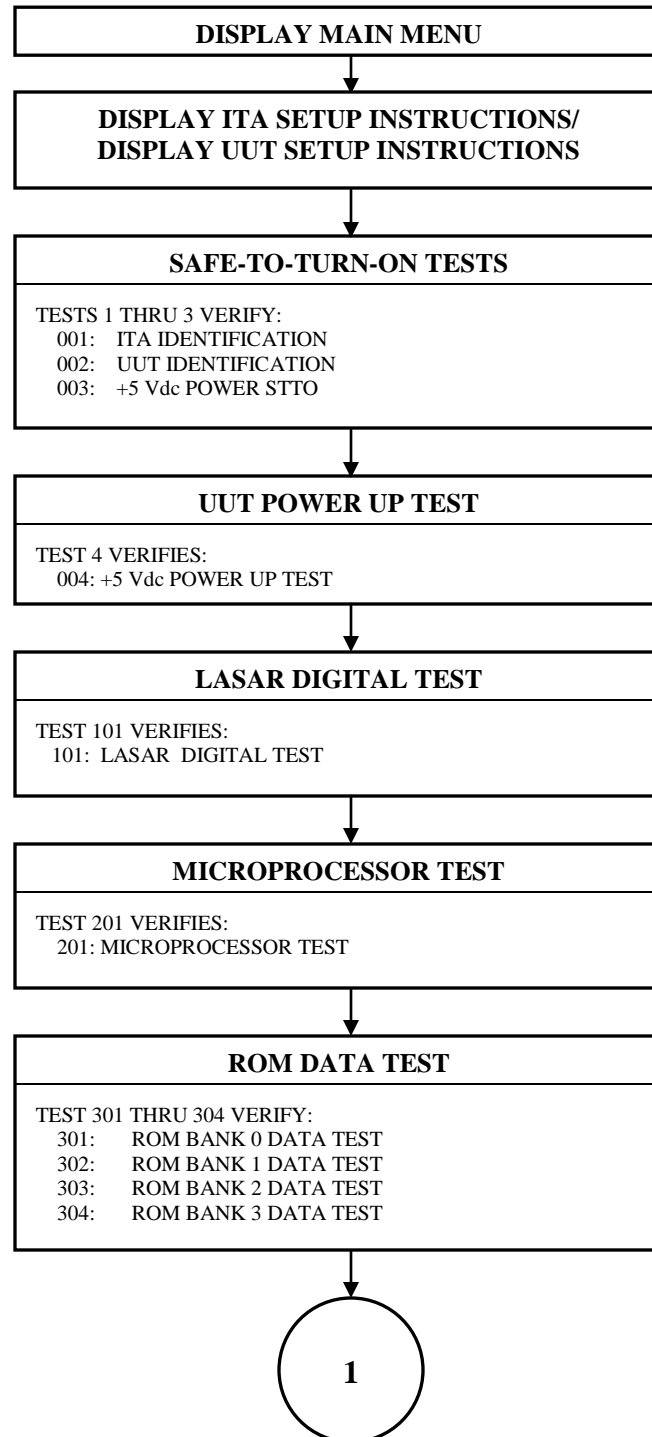 DISPLAY MAIN MENU
DISPLAY ITA SETUP INSTRUCTIONS/
DISPLAY UUT SETUP INSTRUCTIONS
SAFE-TO-TURN-ON TESTS
TESTS 1 THRU 3 VERIFY:
001: ITA IDENTIFICATION
002: UUT IDENTIFICATION
003: +5 Vdc POWER STTO
UUT POWER UP TEST
TEST 4 VERIFIES:
004: +5 Vdc POWER UP TEST
LASAR DIGITAL TEST
TEST 101 VERIFIES:
101: LASAR DIGITAL TEST
MICROPROCESSOR TEST
TEST 201 VERIFIES:
201: MICROPROCESSOR TEST
ROM DATA TEST
TEST 301 THRU 304 VERIFY:
301: ROM BANK 0 DATA TEST
302: ROM BANK 1 DATA TEST
303: ROM BANK 2 DATA TEST
304: ROM BANK 3 DATA TEST
1